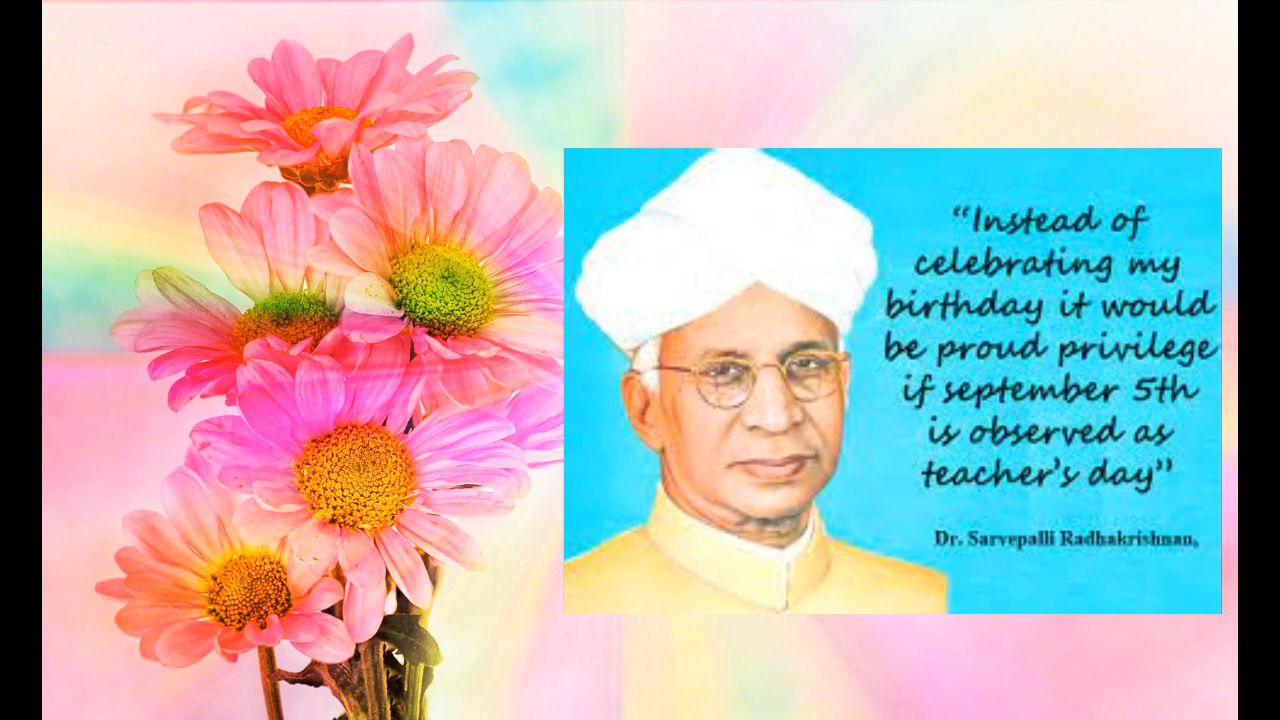 “Instead of
celebrating my
birthday it would
be proud privilege
if september 5th
is observed as
teacher's day”
Dr. Sarvepalli Radhakrishnan,